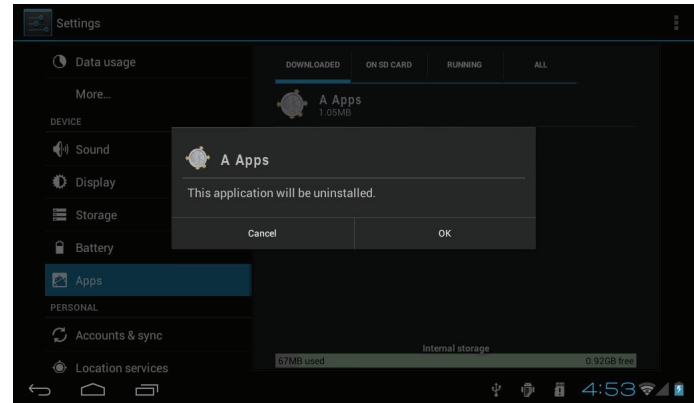 Settings
Data usage
More...
DEVICE
Sound
Display
Storage
Battery
Apps
PERSONAL
Accounts & sync
Location services
DOWNLOADED ON SD CARD RUNNING ALL
A Apps
1.05MB
A Apps
This application will be uninstalled.
Cancel OK
Internal storage
67MB used 0.92GB free
4:53